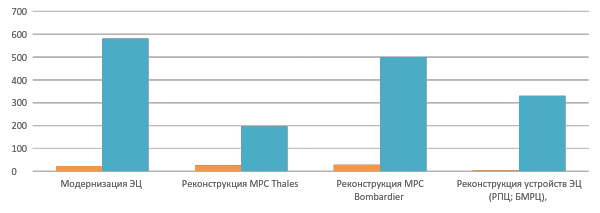 700
600
500
400
300
200
100
0
Модернизация ЭЦ
Реконструкция МРС Thales
Реконструкция МРС
Bombardier
Реконструкция устройств ЭЦ
(РПЦ; БМРЦ),